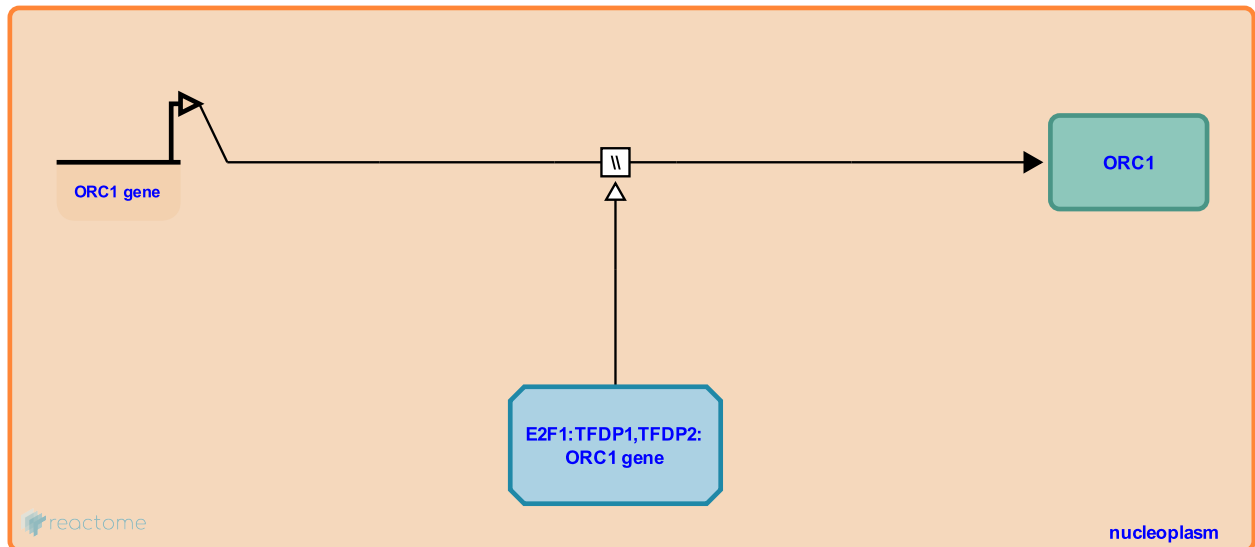 ORC1 gene
\\
ORC1
E2F1:TFDP1,TFDP2:
ORC1 gene
reactome
nucleoplasm